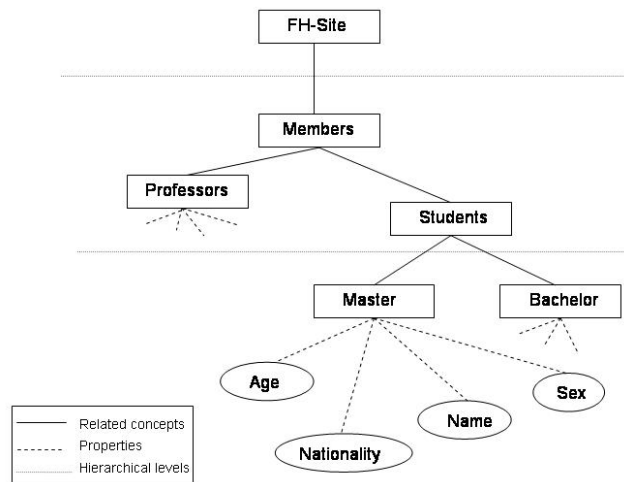 FH-Site
Members
Professors
Students
Master
Bachelor
Age
Sex
Name
Nationality
Related concepts
Properties
Hierarchical levels